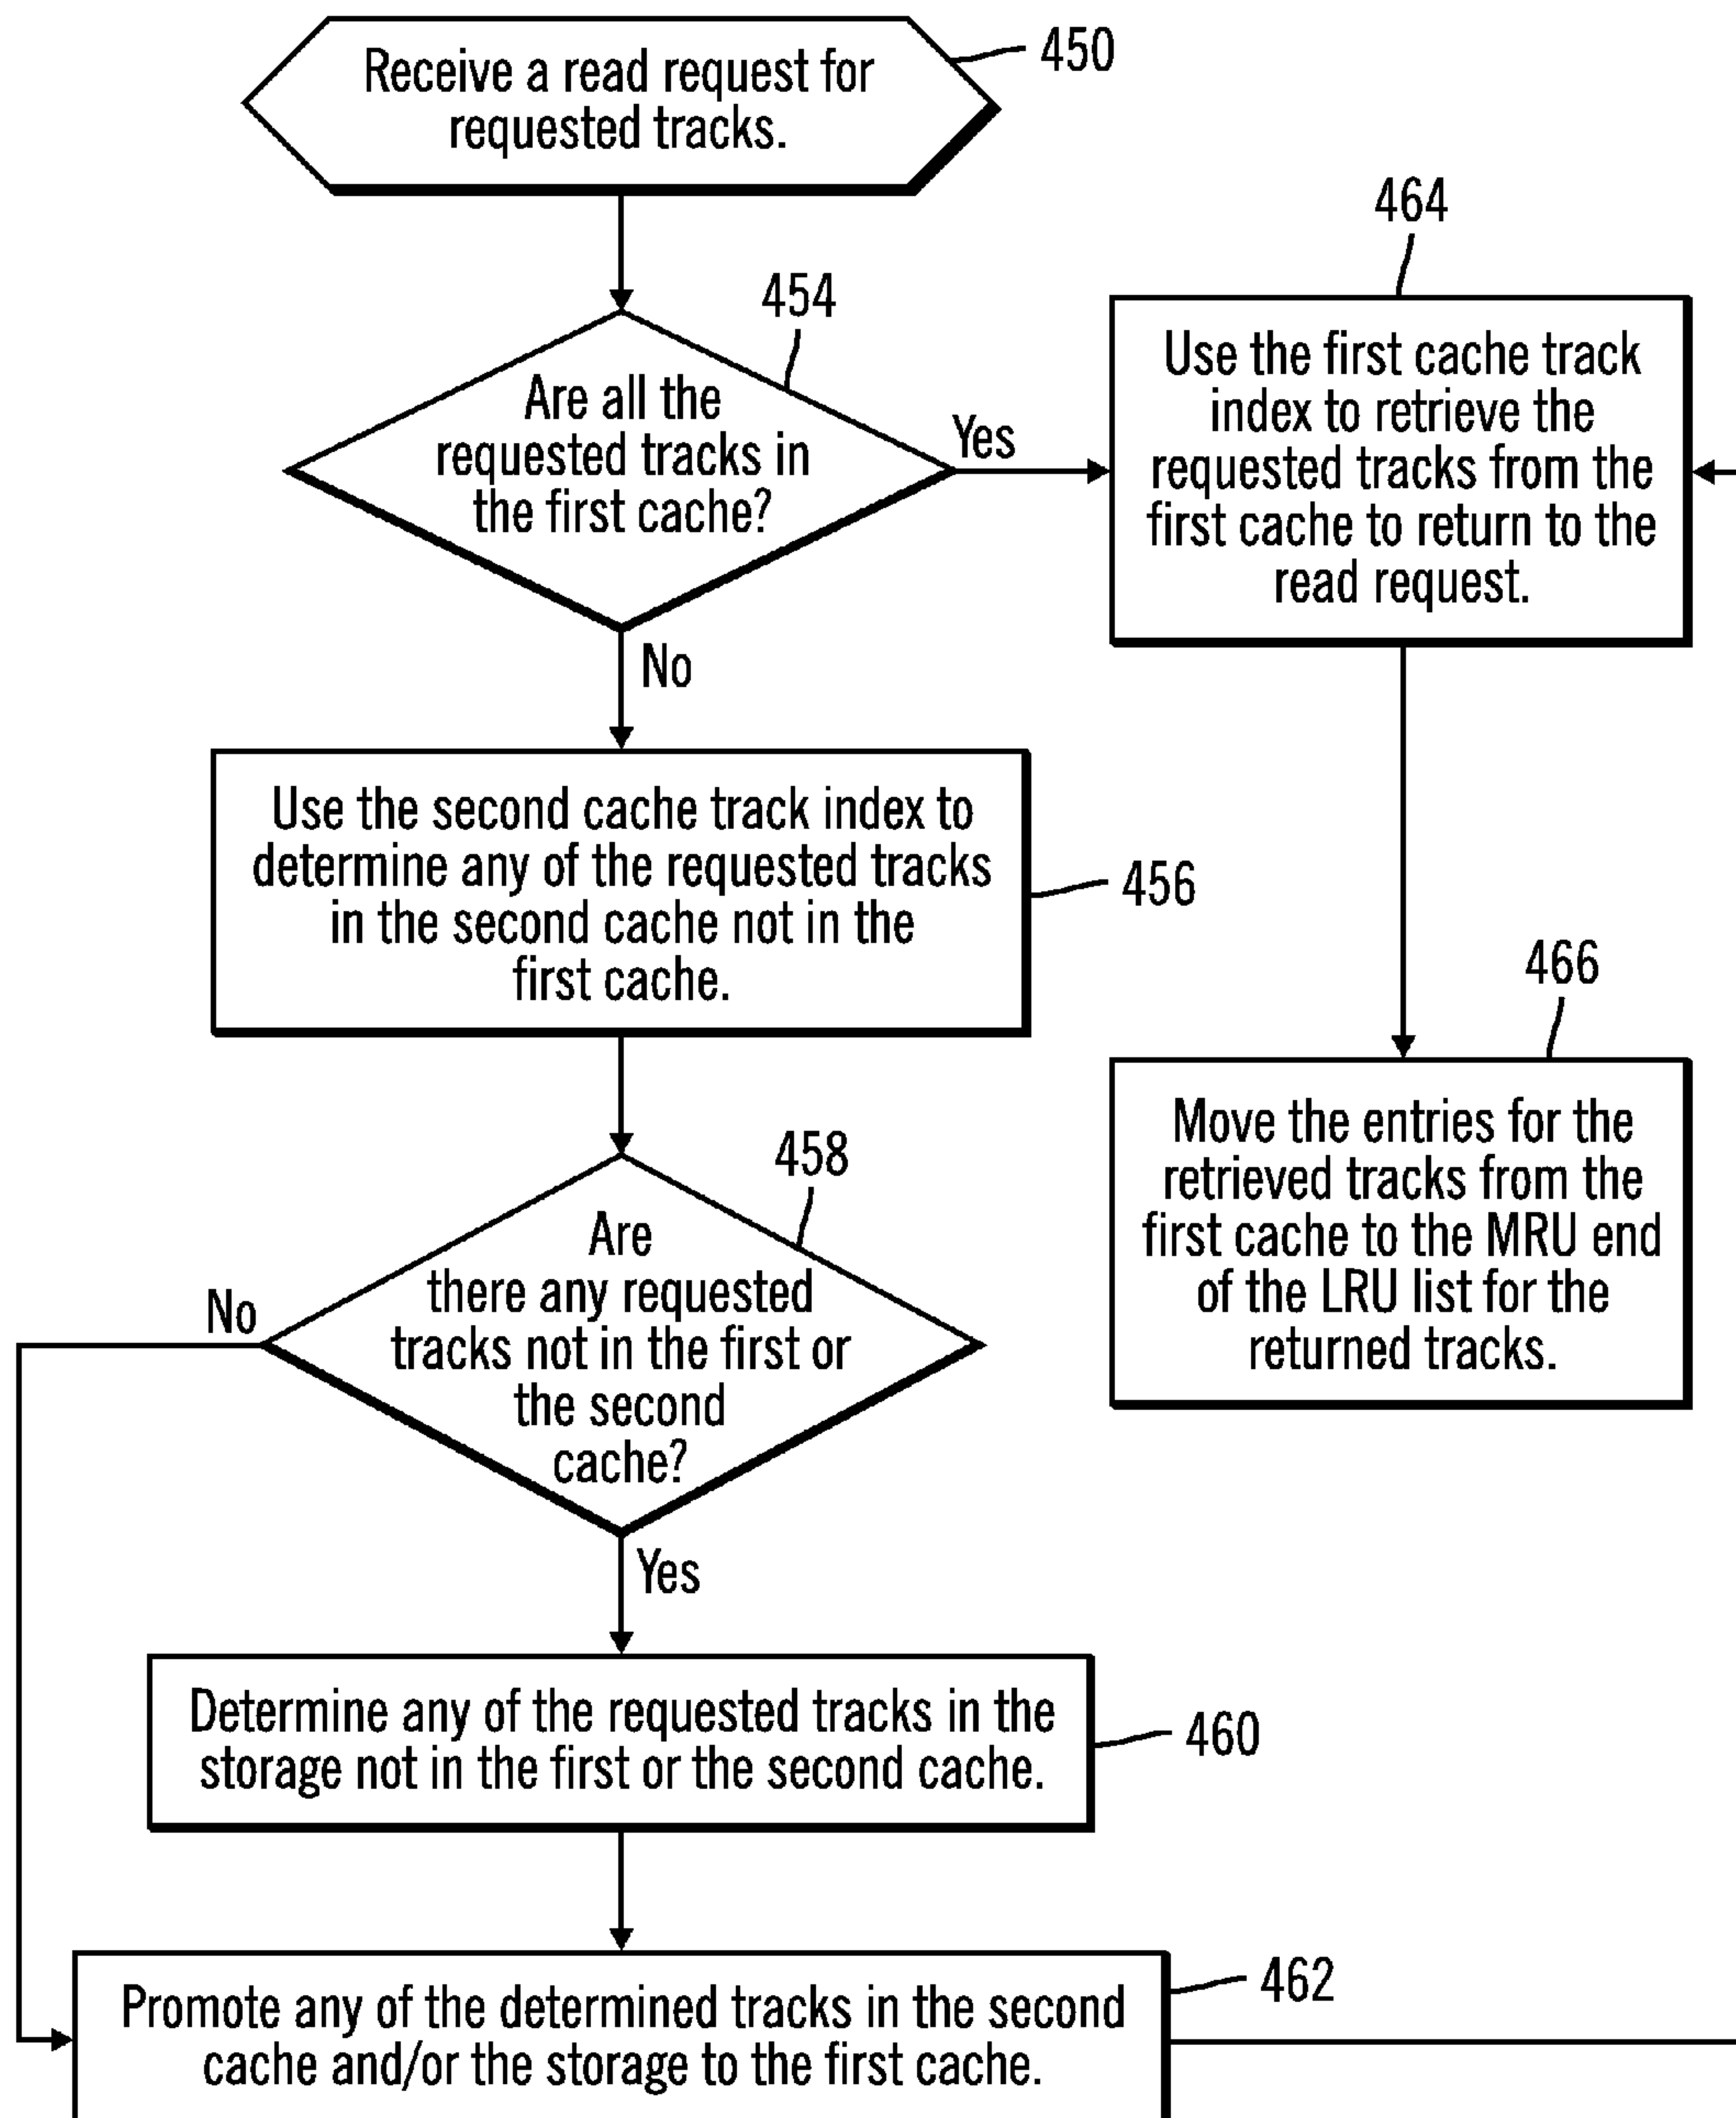 Receive a read request for
requested tracks.
450
454
Are all the
requested tracks in
the first cache?
Yes
No
464
Use the first cache track
index to retrieve the
requested tracks from the
first cache to return to the
read request.
Use the second cache track index to
determine any of the requested tracks
in the second cache not in the
first cache.
456
466
Move the entries for the
retrieved tracks from the
first cache to the MRU end
of the LRU list for the
returned tracks.
458
Are
there any requested
tracks not in the first or
the second
cache?
No
Yes
Determine any of the requested tracks in the
storage not in the first or the second cache.
460
Promote any of the determined tracks in the second
cache and/or the storage to the first cache.
462